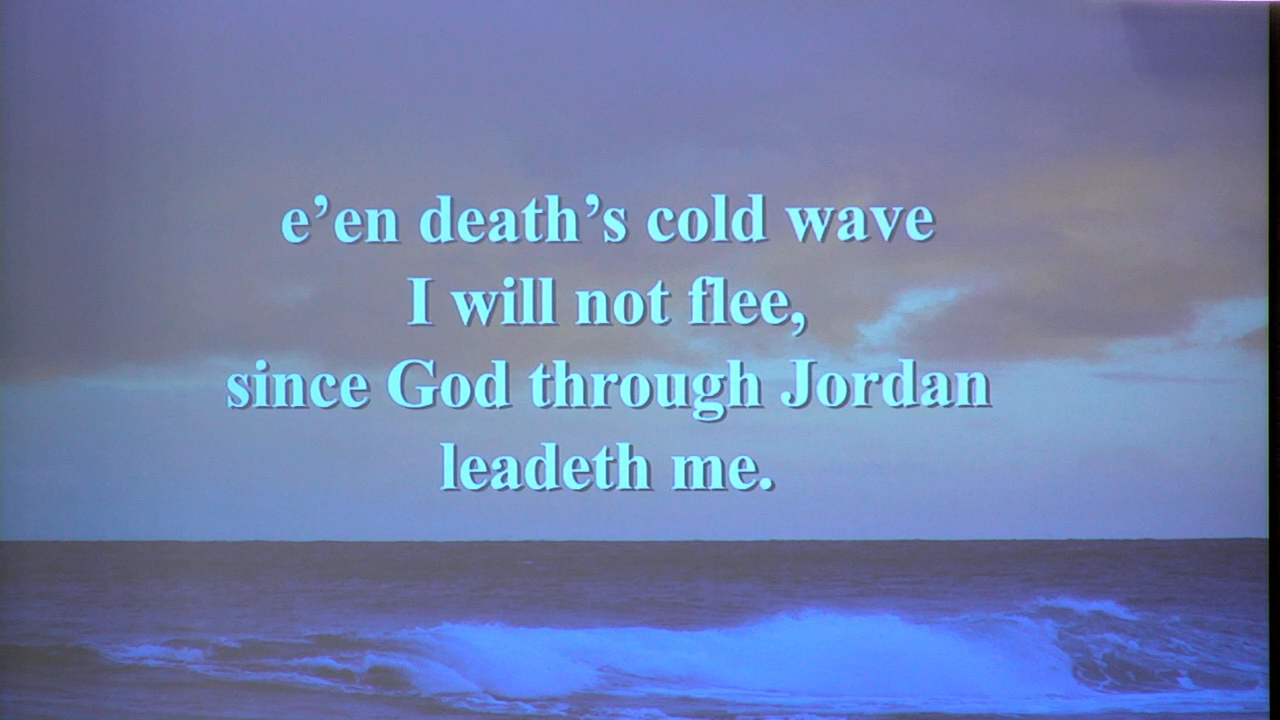 e’en death’s cold wave
I will not flee,
since God through Jordan
leadeth me.